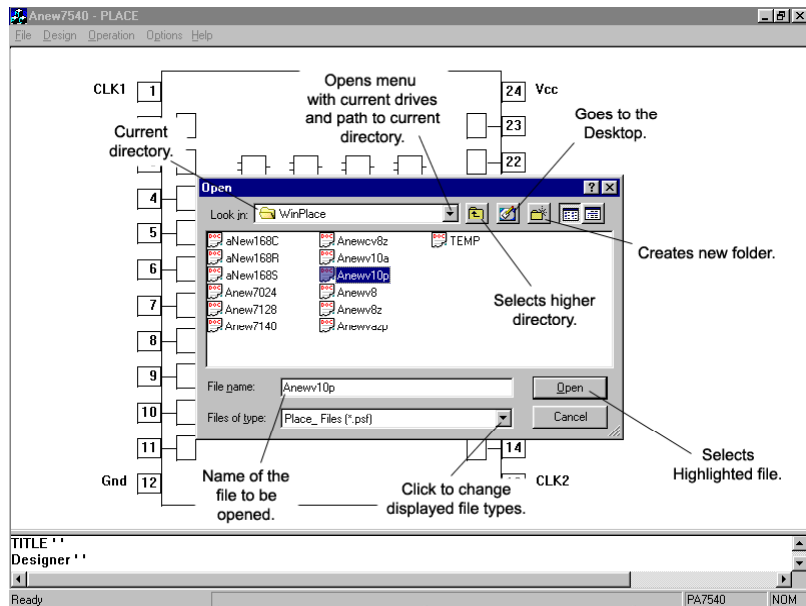 Anew7540 - PLACE
File Design Operation Options Help
CLK1 1
24 Vcc
23
22
4
5
6
7
8
9
10
11
Gnd 12
14
CLK2
Opens menu
with current drives
and path to current
directory.
Goes to the
Desktop.
Current
directory.
Open
Look in: WinPlace
aNew168C
aNew168R
aNew168S
Anew7024
Anew7128
Anew7140
Anewcv8z
Anewv10a
Anewv10p
Anewv8
Anewv8z
Anewvazp
TEMP
Creates new folder.
Selects higher
directory.
File name: Anewv10p
Open
Files of type: Place_ Files (*.psf)
Cancel
Name of the
file to be
opened.
Click to change
displayed file types.
Selects
Highlighted file.
TITLE ' '
Designer ' '
Ready
PA7540 NOM